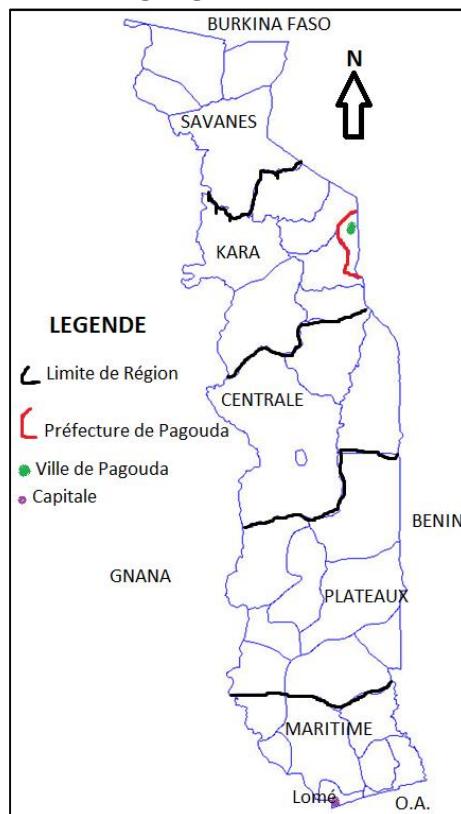 BURKINA FASO
N
SAVANES
KARA
LEGENDE
Limite de Région
CENTRALE
Préfecture de Pagouda
Ville de Pagouda
Capitale
BENIN
GNANA
PLATEAUX
MARITIME
Lomé
O.A.